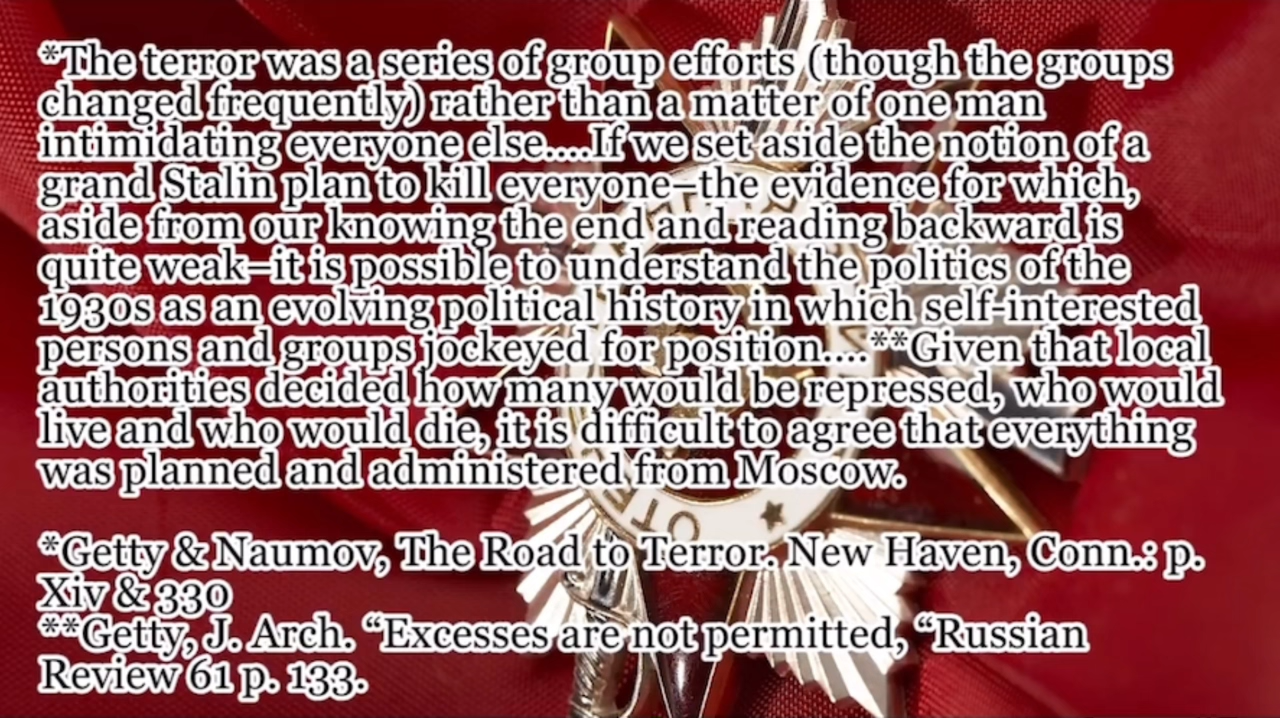 *The terror was a series of group efforts (though the groups
changed frequently) rather than a matter of one man
intimidating everyone else....If we set aside the notion of a
grand Stalin plan to kill everyone–the evidence for which,
aside from our knowing the end and reading backward is
quite weak–it is possible to understand the politics of the
1930s as an evolving political history in which self-interested
persons and groups jockeyed for position....**Given that local
authorities decided how many would be repressed, who would
live and who would die, it is difficult to agree that everything
was planned and administered from Moscow.
*Getty & Naumov, The Road to Terror. New Haven, Conn.: p.
Xiv & 330
**Getty, J. Arch. “Excesses are not permitted, “Russian
Review 61 p. 133.